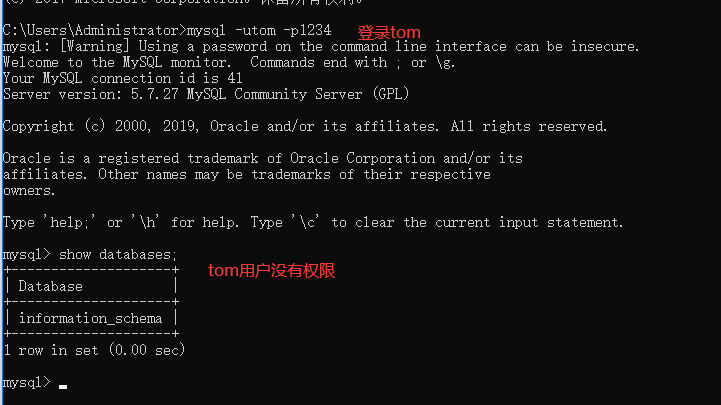 (c) 2017 Microsoft Corporation。保留所有权利。
C:\Users\Administrator>mysql -utom -p1234 登录tom
mysql: [Warning] Using a password on the command line interface can be insecure.
Welcome to the MySQL monitor.  Commands end with ; or \g.
Your MySQL connection id is 41
Server version: 5.7.27 MySQL Community Server (GPL)
Copyright (c) 2000, 2019, Oracle and/or its affiliates. All rights reserved.
Oracle is a registered trademark of Oracle Corporation and/or its
affiliates. Other names may be trademarks of their respective
owners.
Type 'help;' or '\h' for help. Type '\c' to clear the current input statement.
mysql> show databases;
+--------------------+
tom用户没有权限
| Database           |
+--------------------+
| information_schema |
+--------------------+
1 row in set (0.00 sec)
mysql> _